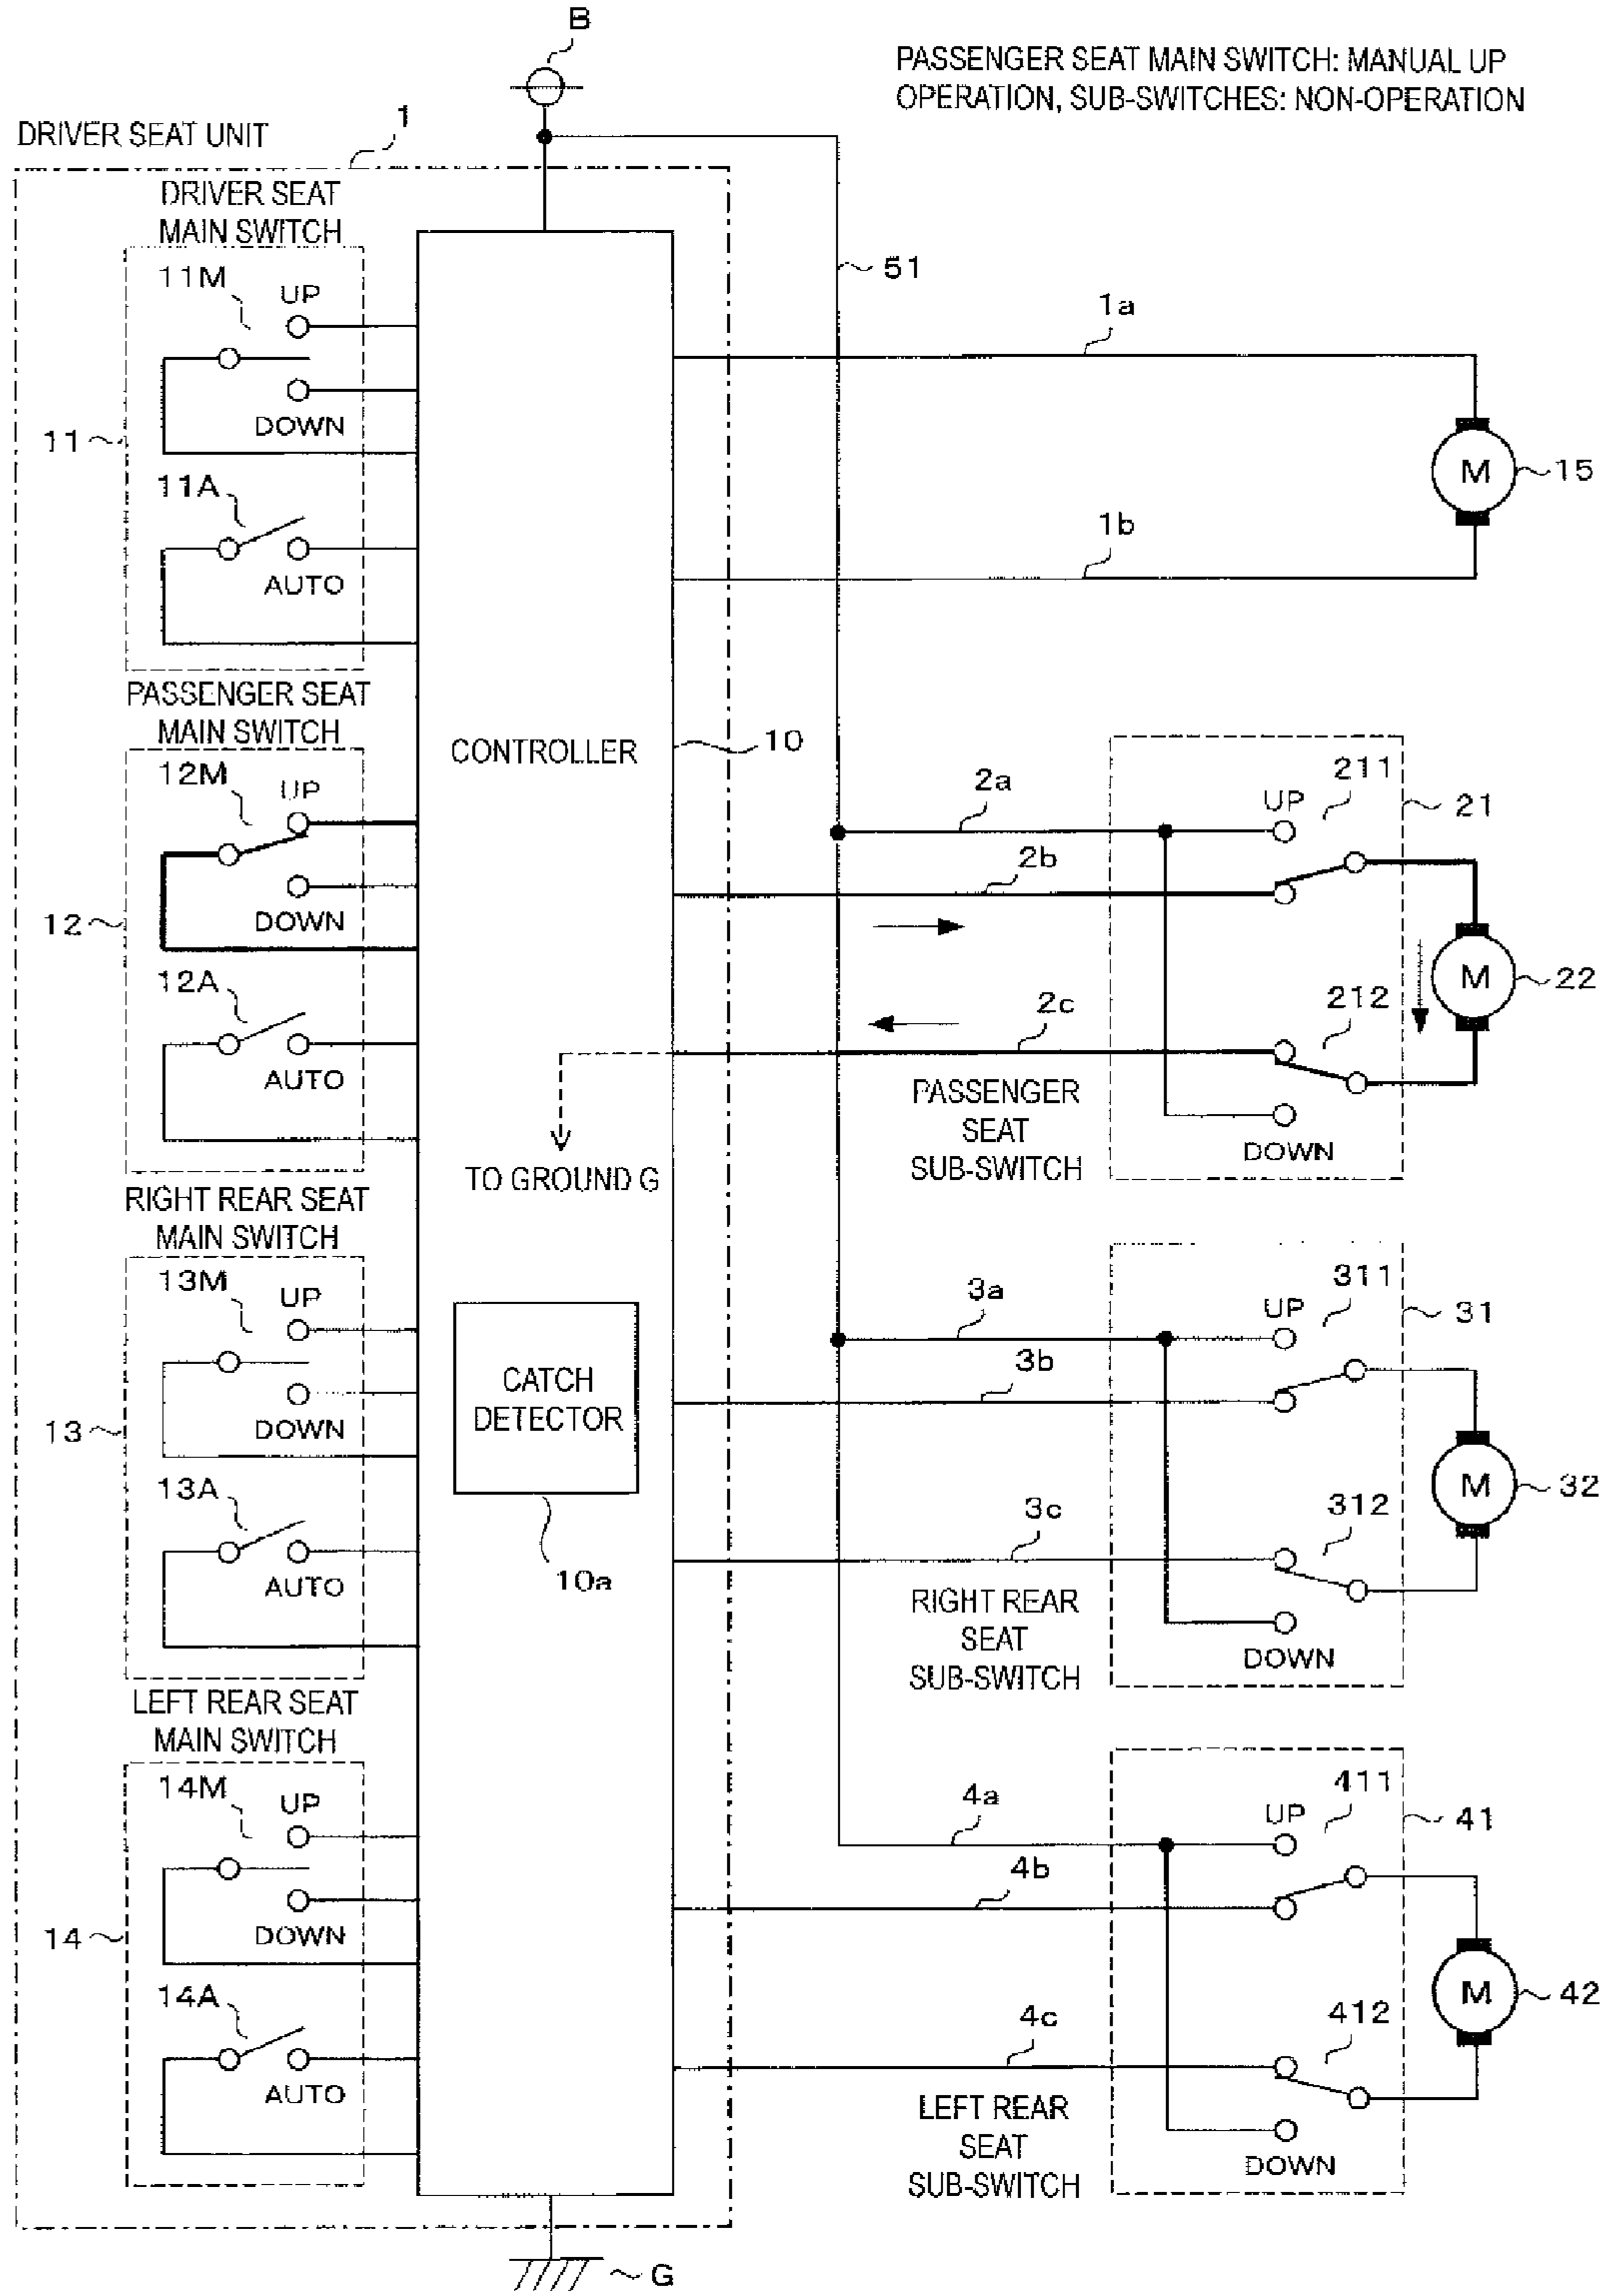 B
PASSENGER SEAT MAIN SWITCH: MANUAL UP
OPERATION, SUB-SWITCHES: NON-OPERATION
DRIVER SEAT UNIT
1
DRIVER SEAT
MAIN SWITCH
11M
UP
DOWN
11
11A
AUTO
PASSENGER SEAT
MAIN SWITCH
12M
UP
DOWN
12
12A
AUTO
RIGHT REAR SEAT
MAIN SWITCH
13M
UP
DOWN
13
13A
AUTO
LEFT REAR SEAT
MAIN SWITCH
14M
UP
DOWN
14
14A
AUTO
CONTROLLER
10
TO GROUND G
CATCH
DETECTOR
10a
G
51
1a
M
15
1b
2a
UP
211
21
2b
M
22
2c
212
PASSENGER
SEAT
SUB-SWITCH
DOWN
3a
UP
311
31
3b
M
32
3c
312
RIGHT REAR
SEAT
SUB-SWITCH
DOWN
4a
UP
411
41
4b
M
42
4c
412
LEFT REAR
SEAT
SUB-SWITCH
DOWN